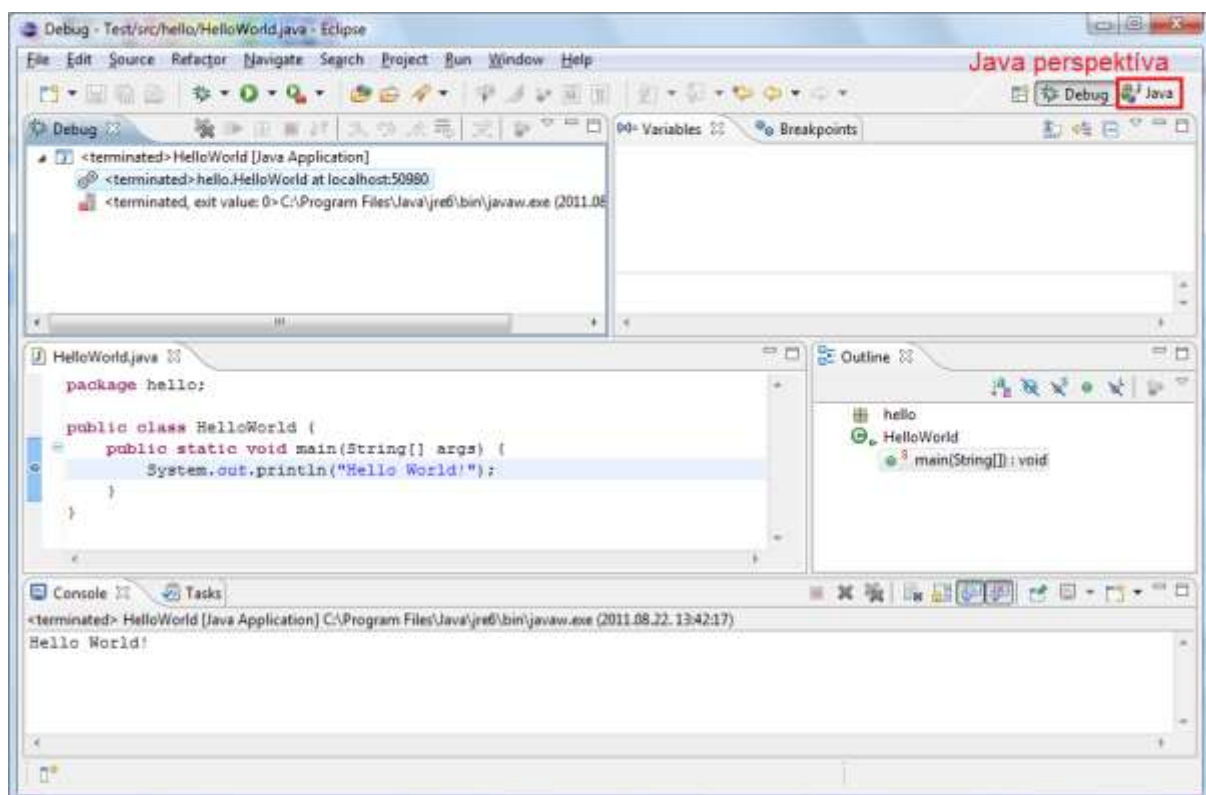 Debug - Test/src/hello/HelloWorld.java - Eclipse
File Edit Source Refactor Navigate Search Project Run Window Help
Java perspektíva
Debug Java
Debug
Variables Breakpoints
<terminated>HelloWorld [Java Application]
<terminated>hello.HelloWorld at localhost:50980
<terminated, exit value: 0>C:\Program Files\Java\jre6\bin\javaw.exe (2011.08
HelloWorld.java
Outline
package hello;
public class HelloWorld {
public static void main(String[] args) {
System.out.println("Hello World!");
}
}
hello
HelloWorld
main(String[]) : void
Console Tasks
<terminated> HelloWorld [Java Application] C:\Program Files\Java\jre6\bin\javaw.exe (2011.08.22. 13:42:17)
Hello World!